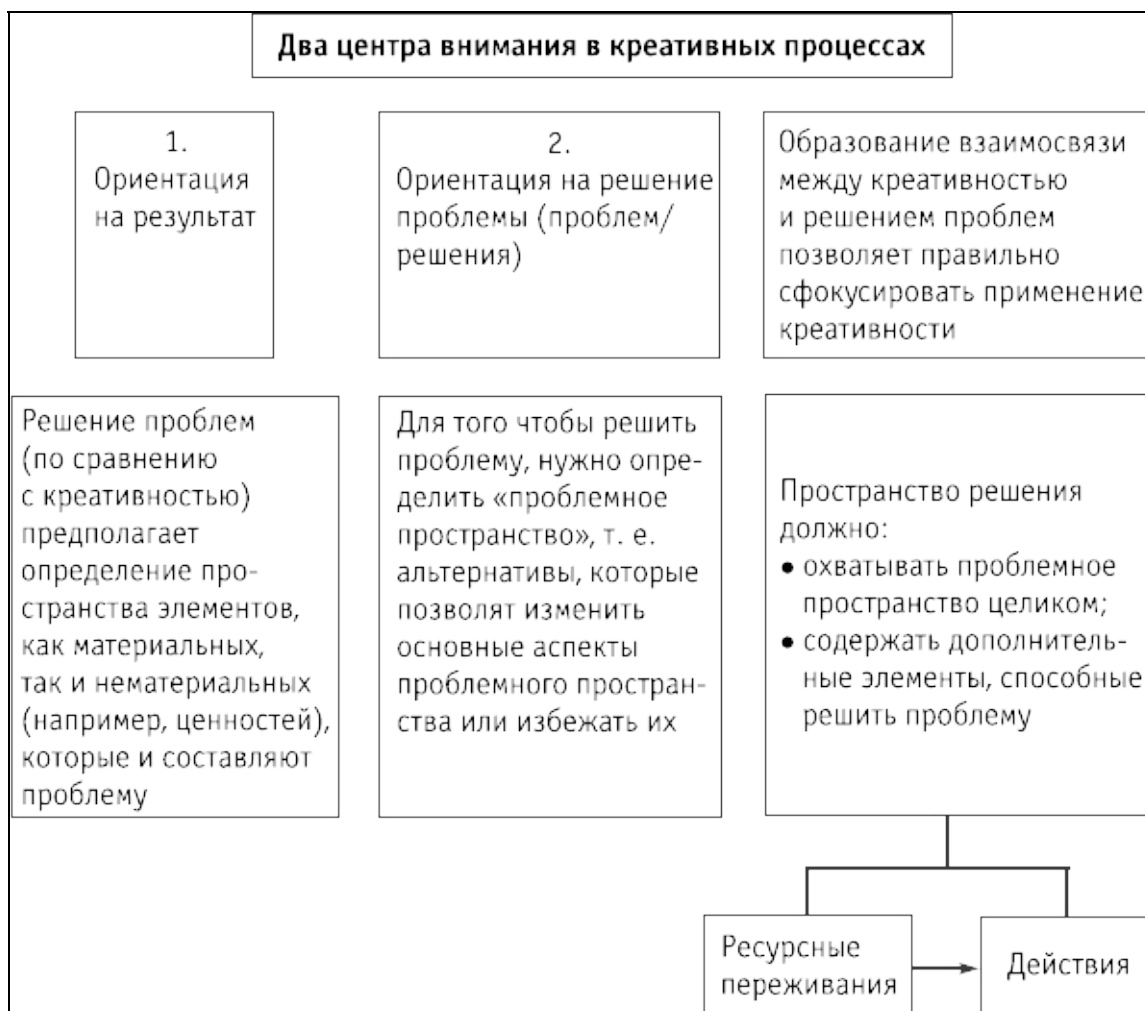 Два центра внимания в креативных процессах
1.
Ориентация
на результат
2.
Ориентация на решение
проблемы (проблем/
решения)
Образование взаимосвязи
между креативностью
и решением проблем
позволяет правильно
сфокусировать применение
креативности
Решение проблем
(по сравнению
с креативностью)
предполагает
определение про-
странства элементов,
как материальных,
так и нематериальных
(например, ценностей),
которые и составляют
проблему
Для того чтобы решить
проблему, нужно опре-
делить «проблемное
пространство», т. е.
альтернативы, которые
позволят изменить
основные аспекты
проблемного простран-
ства или избежать их
Пространство решения
должно:
• охватывать проблемное
пространство целиком;
• содержать дополнитель-
ные элементы, способные
решить проблему
Ресурсные
переживания
Действия